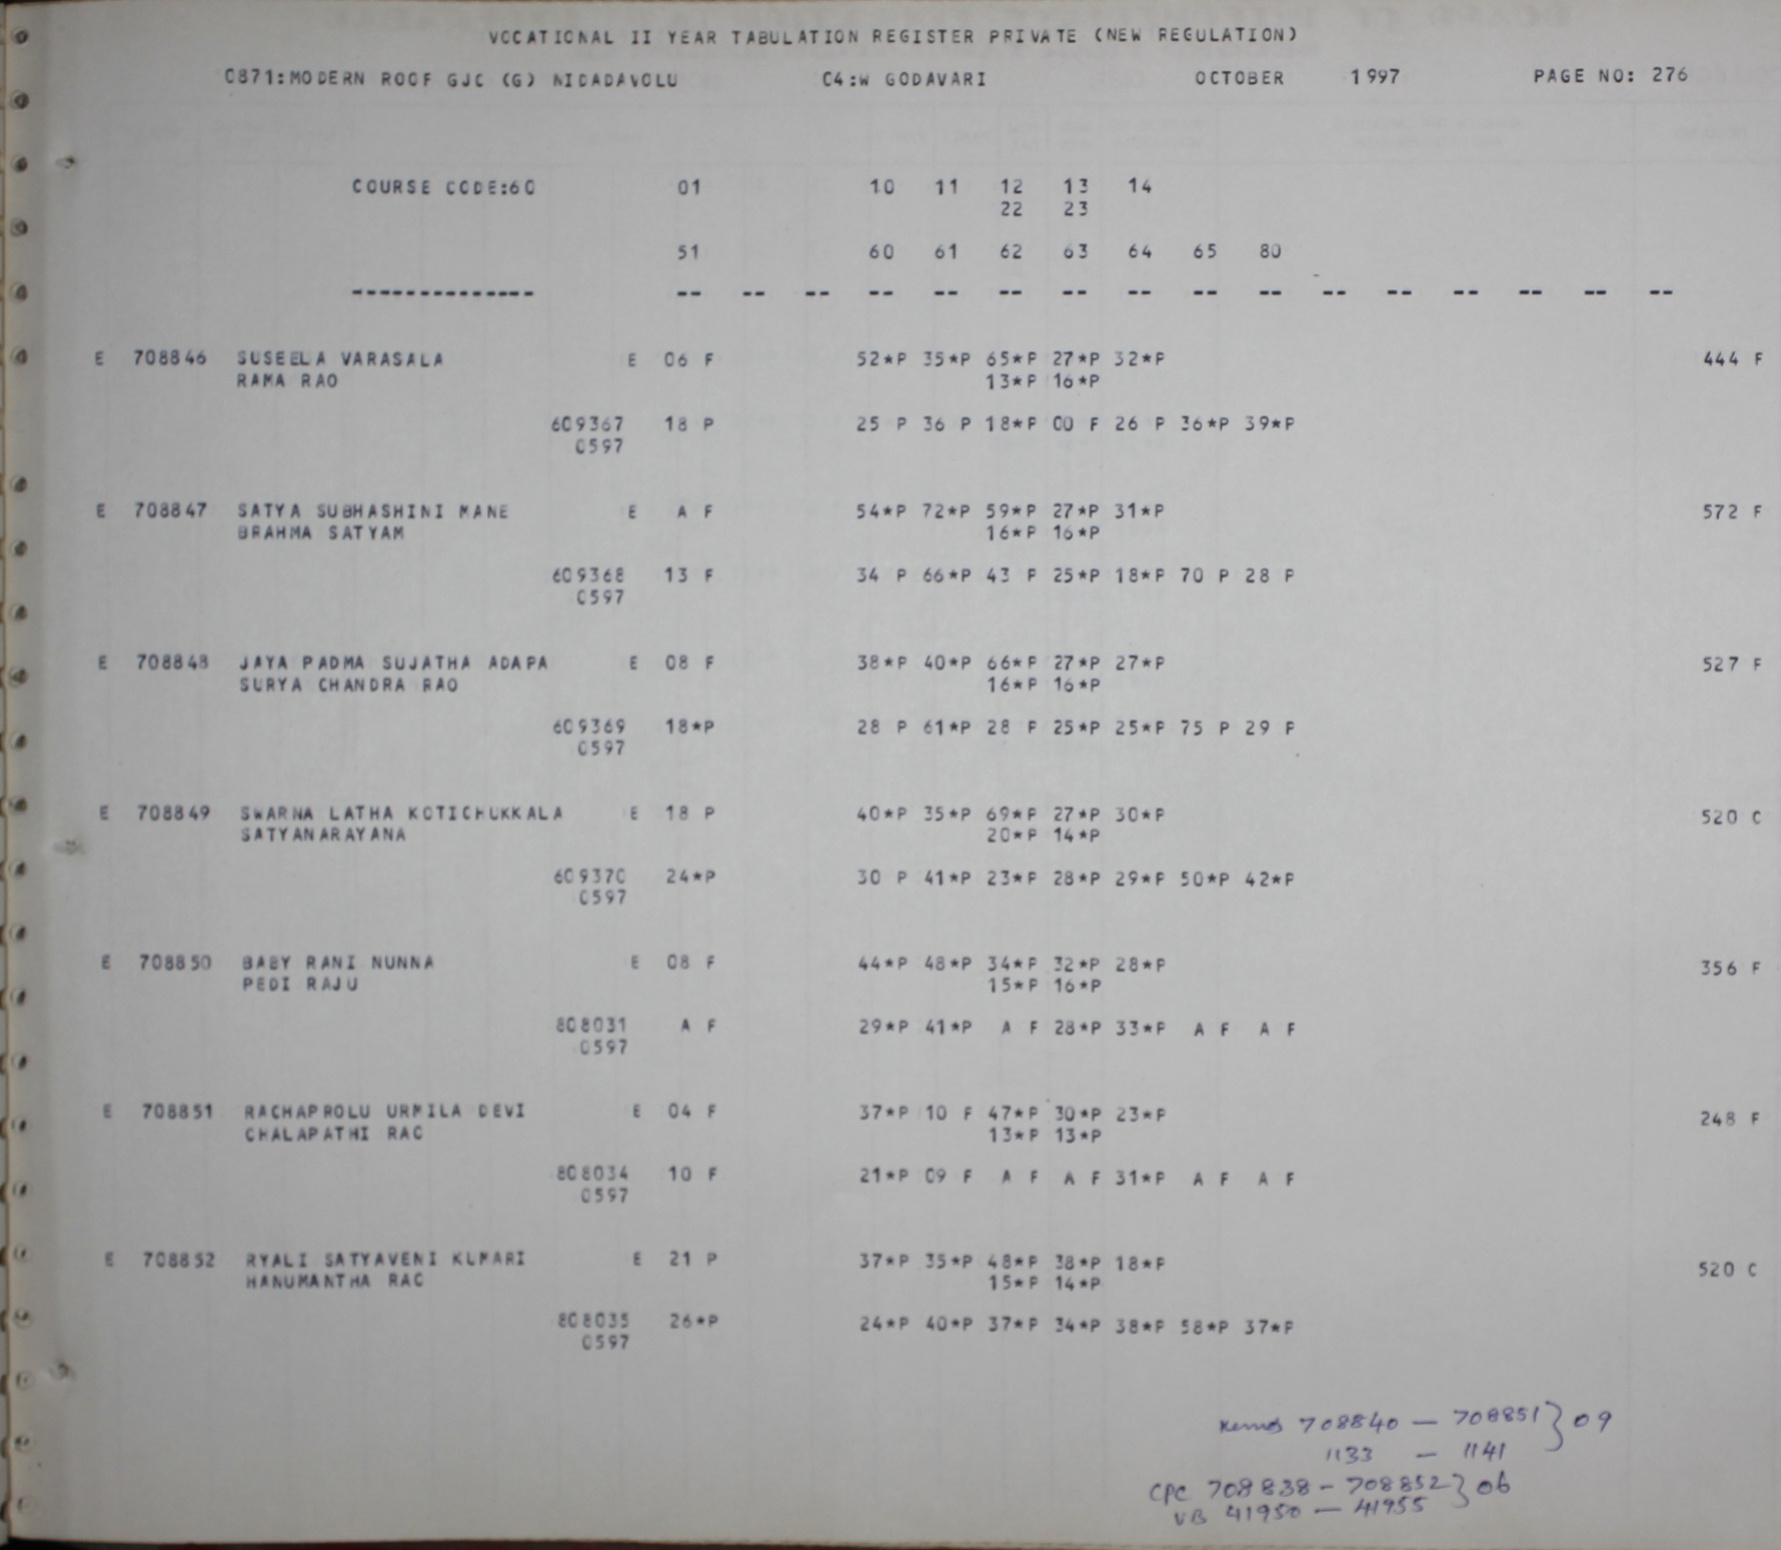 VOCATIONAL II YEAR TABULATION REGISTER PRIVATE (NEW REGULATION)
0871:MODERN ROOF GJC (G) NIDADAVOLU C4:W GODAVARI OCTOBER 1997 PAGE NO: 276
COURSE CODE:60 01 10 11 12 13 14
22 23
51 60 61 62 63 64 65 80
-------------- -- -- -- -- -- -- -- -- -- -- -- -- -- -- -- --
E 708846 SUSEELA VARASALA E 06 F 52*P 35*P 65*P 27*P 32*P 444 F
RAMA RAO 13*P 16*P
609367 18 P 25 P 36 P 18*P 00 F 26 P 36*P 39*P
0597
E 708847 SATYA SUBHASHINI MANE E A F 54*P 72*P 59*P 27*P 31*P 572 F
BRAHMA SATYAM 16*P 16*P
609368 13 F 34 P 66*P 43 P 25*P 18*P 70 P 28 P
0597
E 708848 JAYA PADMA SUJATHA ADAPA E 08 F 38*P 40*P 66*P 27*P 27*P 527 F
SURYA CHANDRA RAO 16*P 16*P
609369 18*P 28 P 61*P 28 P 25*P 25*P 75 P 29 P
0597
E 708849 SWARNA LATHA KOTICHUKKALA E 18 P 40*P 35*P 69*P 27*P 30*P 520 C
SATYANARAYANA 20*P 14*P
609370 24*P 30 P 41*P 23*P 28*P 29*P 50*P 42*P
0597
E 708850 BABY RANI NUNNA E 08 F 44*P 48*P 34*P 32*P 28*P 356 F
PEDI RAJU 15*P 16*P
808031 A F 29*P 41*P A F 28*P 33*P A F A F
0597
E 708851 RACHAPROLU URMILA DEVI E 04 F 37*P 10 F 47*P 30*P 23*P 248 F
CHALAPATHI RAO 13*P 13*P
808034 10 F 21*P 09 F A F A F 31*P A F A F
0597
E 708852 RYALI SATYAVENI KUMARI E 21 P 37*P 35*P 48*P 38*P 18*P 520 C
HANUMANTHA RAO 15*P 14*P
808035 26*P 24*P 40*P 37*P 34*P 38*P 58*P 37*P
0597
708840 — 708851} 09
1133 — 1141
CPC 708838 - 708852} 06
VB 41950 — 41955